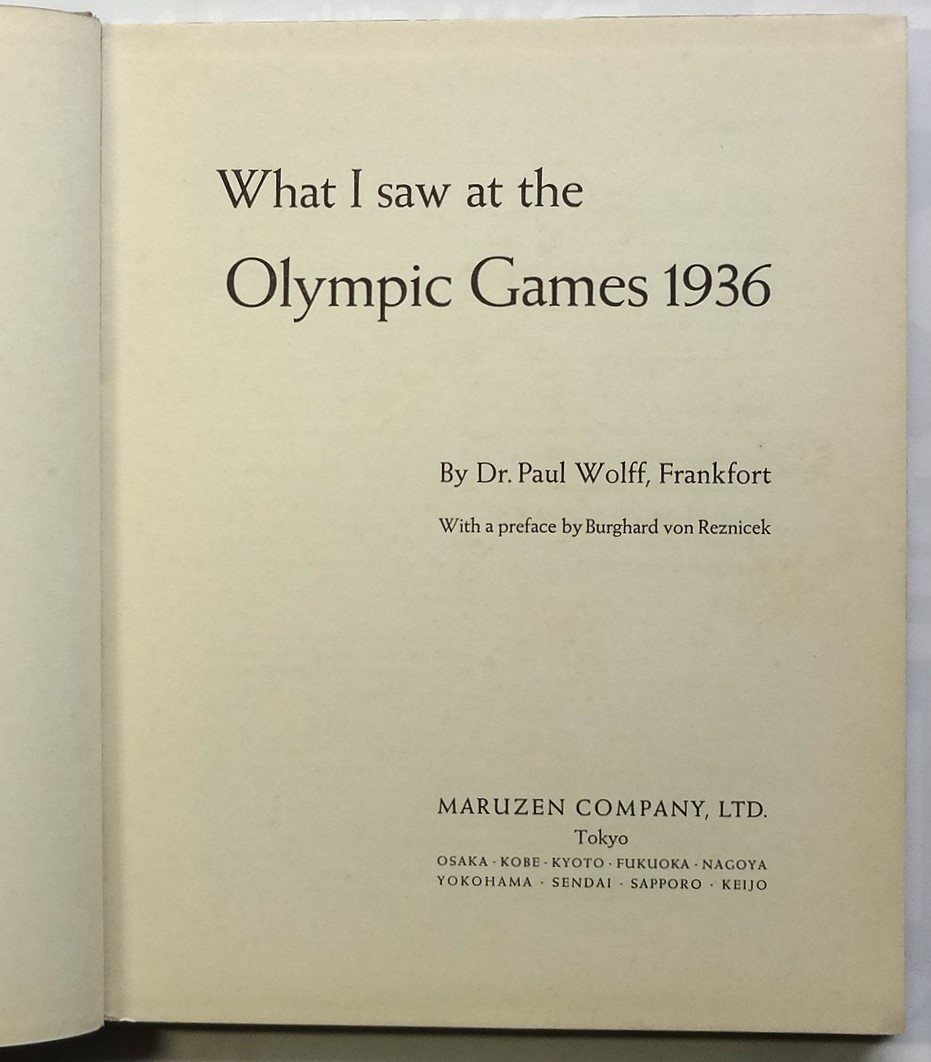 What I saw at the
Olympic Games 1936
By Dr. Paul Wolff, Frankfort
With a preface by Burghard von Reznicek
MARUZEN COMPANY, LTD.
Tokyo
OSAKA · KOBE · KYOTO · FUKUOKA · NAGOYA
YOKOHAMA · SENDAI · SAPPORO · KEIJO